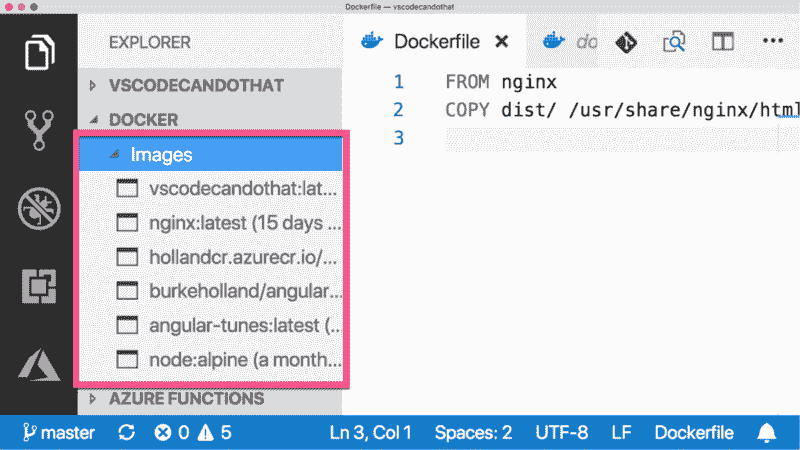 Dockerfile — vscodecandothat
EXPLORER
VSCODECANDOTHAT
DOCKER
Images
vscodecandothat:lat...
nginx:latest (15 days ...
hollandcr.azurecr.io/...
burkeholland/angular...
angular-tunes:latest (...
node:alpine (a month...
AZURE FUNCTIONS
Dockerfile
do
1 FROM nginx
2 COPY dist/ /usr/share/nginx/html
3
master 0 5 Ln 3, Col 1 Spaces: 2 UTF-8 LF Dockerfile